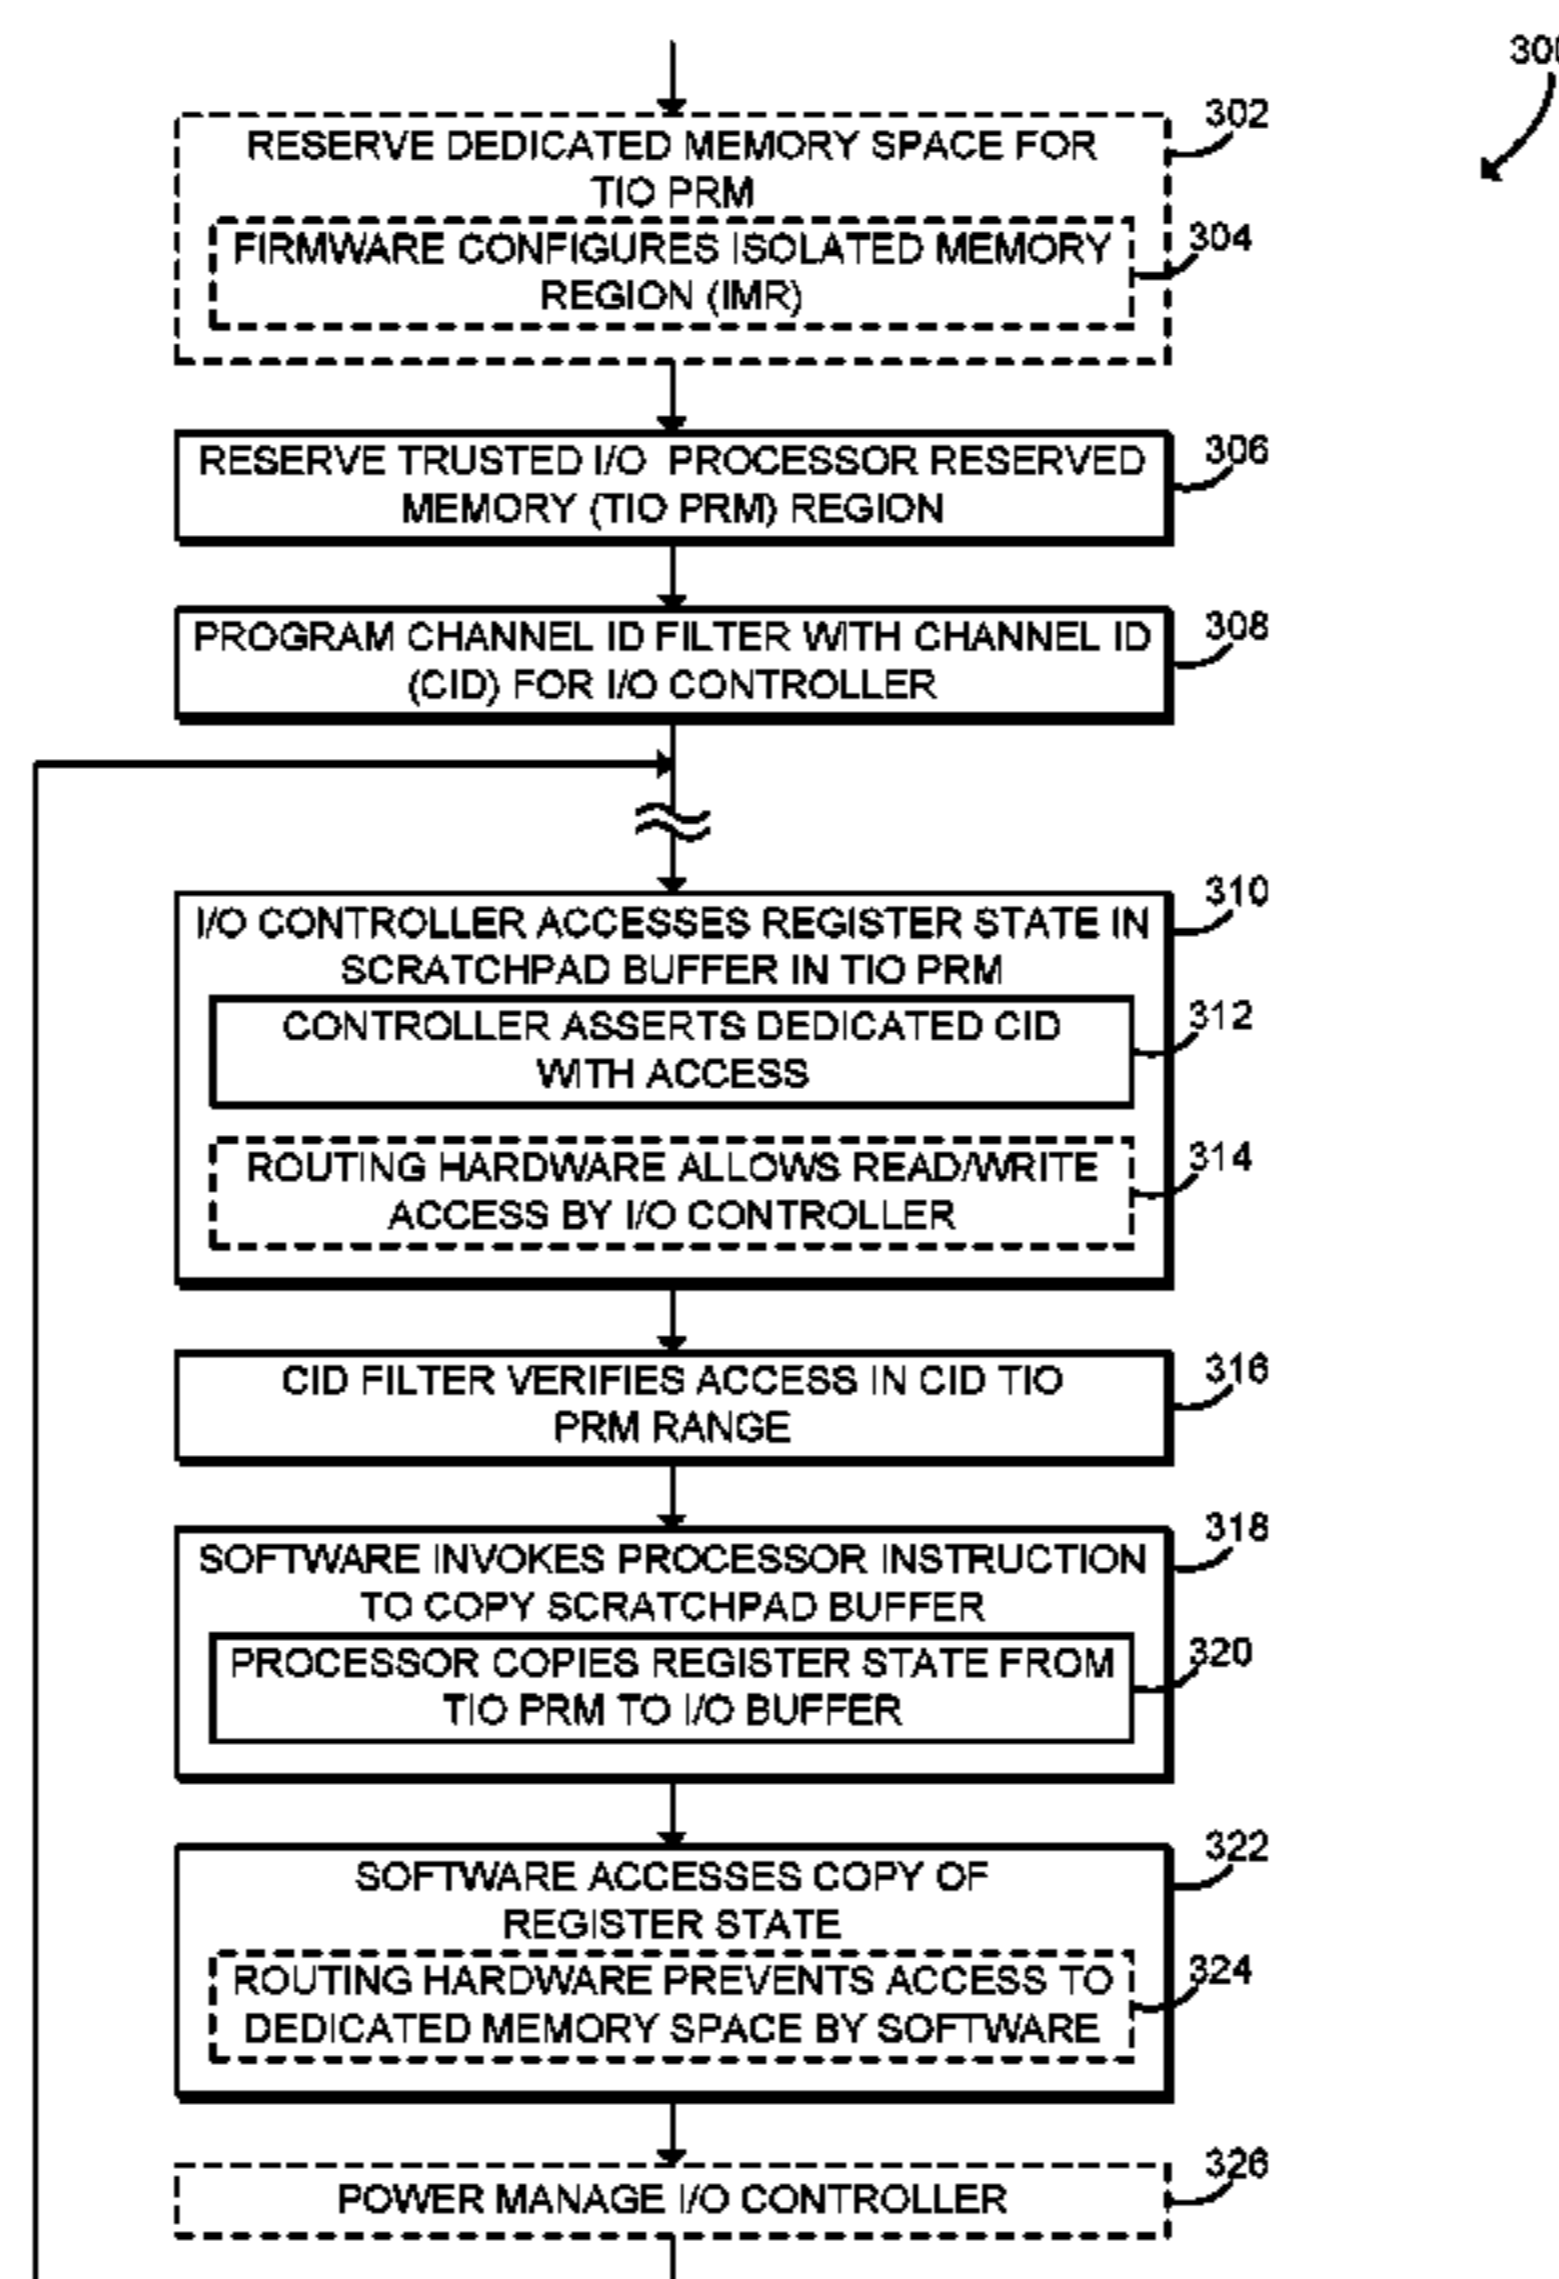 300
302
RESERVE DEDICATED MEMORY SPACE FOR
TIO PRM
304
FIRMWARE CONFIGURES ISOLATED MEMORY
REGION (IMR)
306
RESERVE TRUSTED I/O PROCESSOR RESERVED
MEMORY (TIO PRM) REGION
308
PROGRAM CHANNEL ID FILTER WITH CHANNEL ID
(CID) FOR I/O CONTROLLER
310
I/O CONTROLLER ACCESSES REGISTER STATE IN
SCRATCHPAD BUFFER IN TIO PRM
312
CONTROLLER ASSERTS DEDICATED CID
WITH ACCESS
314
ROUTING HARDWARE ALLOWS READ/WRITE
ACCESS BY I/O CONTROLLER
316
CID FILTER VERIFIES ACCESS IN CID TIO
PRM RANGE
318
SOFTWARE INVOKES PROCESSOR INSTRUCTION
TO COPY SCRATCHPAD BUFFER
320
PROCESSOR COPIES REGISTER STATE FROM
TIO PRM TO I/O BUFFER
322
SOFTWARE ACCESSES COPY OF
REGISTER STATE
324
ROUTING HARDWARE PREVENTS ACCESS TO
DEDICATED MEMORY SPACE BY SOFTWARE
326
POWER MANAGE I/O CONTROLLER